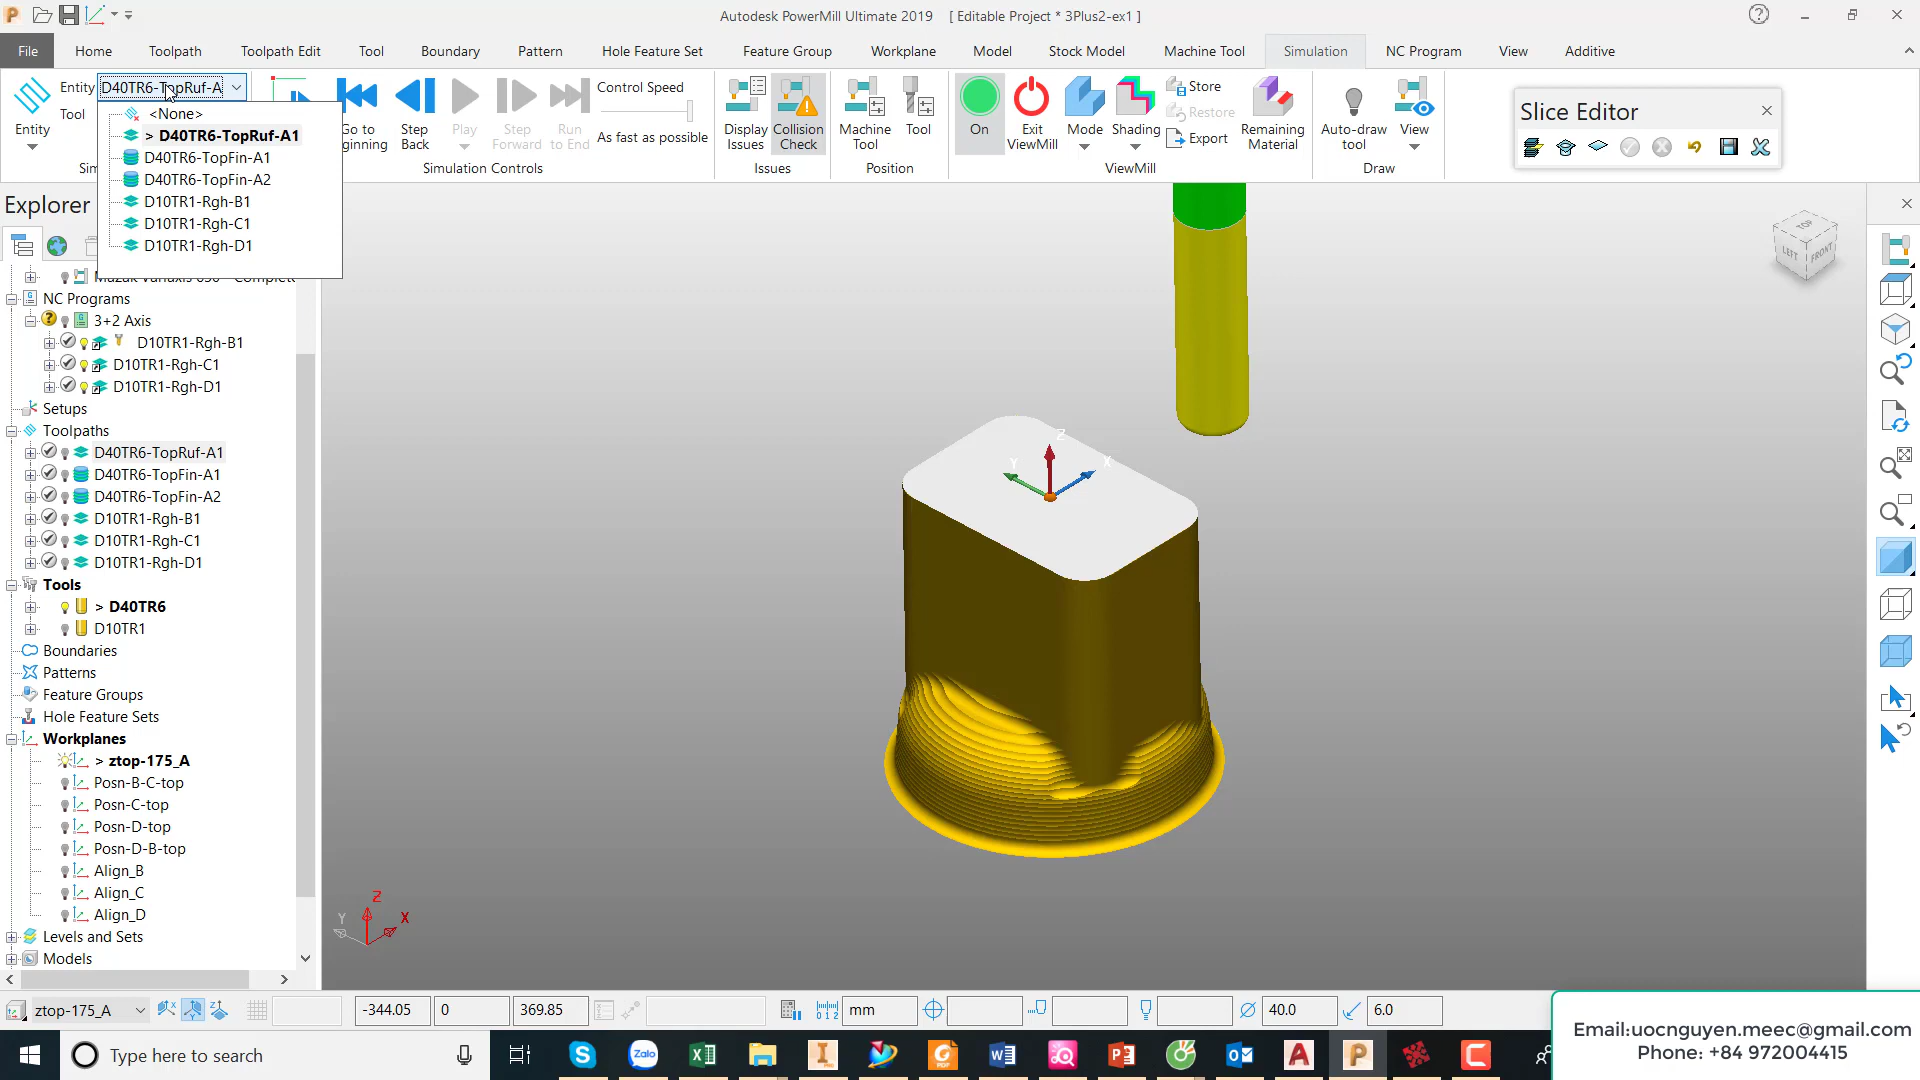 Autodesk PowerMill Ultimate 2019 [ Editable Project * 3Plus2-ex1 ]
File Home Toolpath Toolpath Edit Tool Boundary Pattern Hole Feature Set Feature Group Workplane Model Stock Model Machine Tool Simulation NC Program View Additive
Entity D40TR6-TopRuf-A
Tool
Entity
<None>
> D40TR6-TopRuf-A1
D40TR6-TopFin-A1
D40TR6-TopFin-A2
D10TR1-Rgh-B1
D10TR1-Rgh-C1
D10TR1-Rgh-D1
Go to
Step Back
Play
Step Forward
Run to End
Control Speed
As fast as possible
Simulation Controls
Display Issues
Collision Check
Issues
Machine Tool
Tool
Position
On
Exit ViewMill
Mode
Shading
Store
Restore
Export
Remaining Material
ViewMill
Auto-draw tool
View
Draw
Slice Editor
Explorer
NC Programs
3+2 Axis
D10TR1-Rgh-B1
D10TR1-Rgh-C1
D10TR1-Rgh-D1
Setups
Toolpaths
D40TR6-TopRuf-A1
D40TR6-TopFin-A1
D40TR6-TopFin-A2
D10TR1-Rgh-B1
D10TR1-Rgh-C1
D10TR1-Rgh-D1
Tools
> D40TR6
D10TR1
Boundaries
Patterns
Feature Groups
Hole Feature Sets
Workplanes
> ztop-175_A
Posn-B-C-top
Posn-C-top
Posn-D-top
Posn-D-B-top
Align_B
Align_C
Align_D
Levels and Sets
Models
Z
Y
X
Z
Y
X
TOP
LEFT
FRONT
ztop-175_A -344.05 0 369.85 mm 40.0 6.0
Type here to search
Zalo
Email:uocnguyen.meec@gmail.com
Phone: +84 972004415